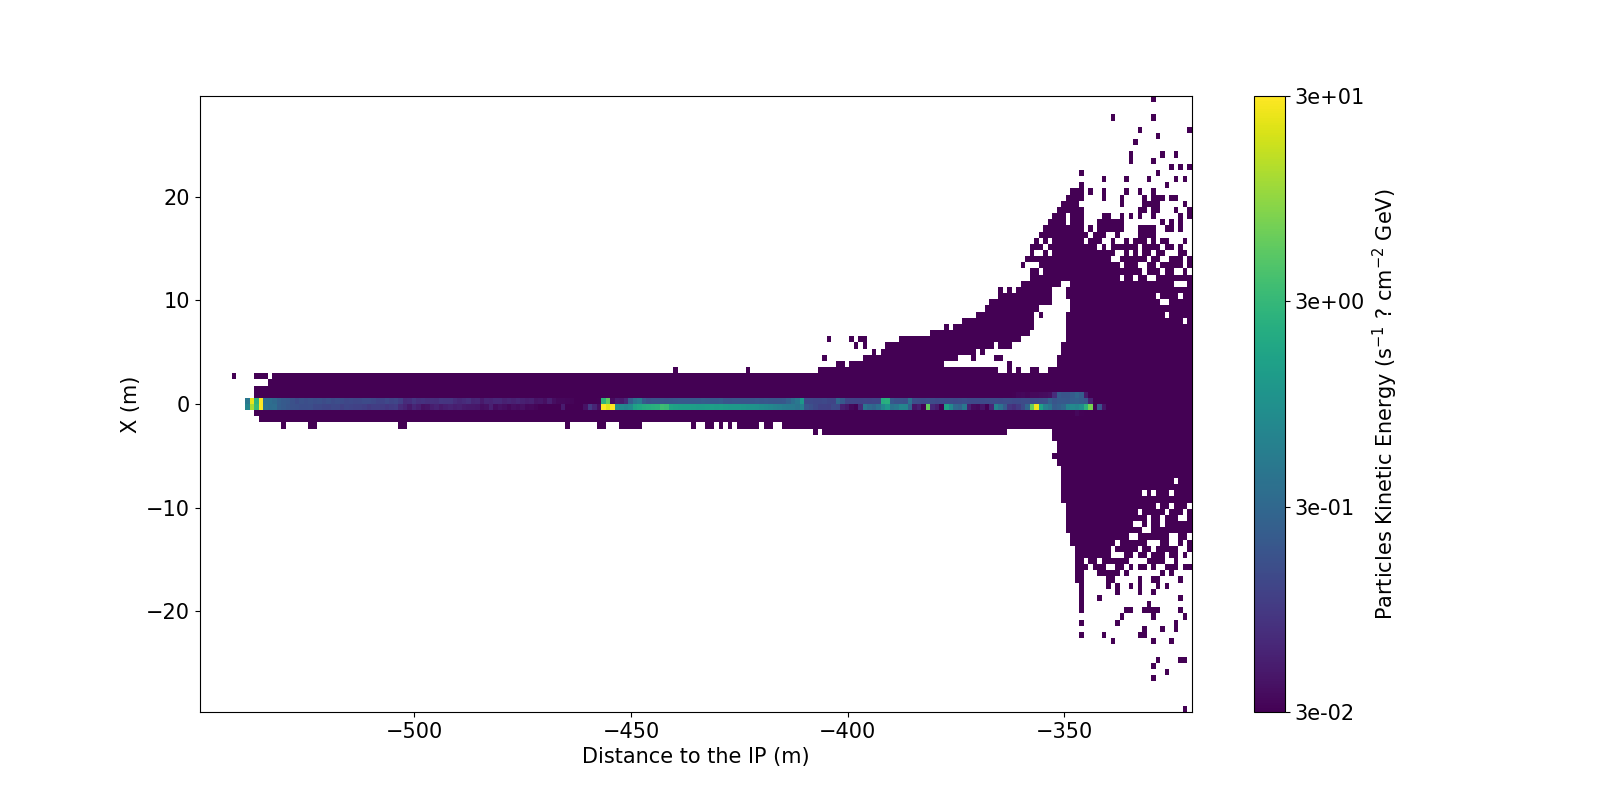 20
10
0
−10
−20
X (m)
−500
−450
−400
−350
Distance to the IP (m)
3e+01
3e+00
3e-01
3e-02
Particles Kinetic Energy (s⁻¹ ? cm⁻² GeV)